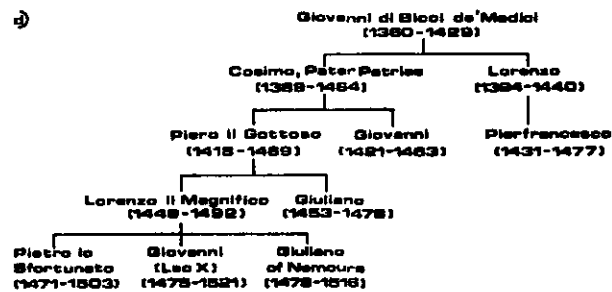 d)
Giovanni di Bicci de'Medici
(1360-1429)
Cosimo, Pater Patriae
(1389-1464)
Lorenzo
(1394-1440)
Piero il Gottoso
(1416-1469)
Giovanni
(1421-1463)
Pierfrancesco
(1431-1477)
Lorenzo il Magnifico
(1449-1492)
Giuliano
(1453-1478)
Pietro lo
Sfortunato
(1471-1503)
Giovanni
(Leo X)
(1475-1521)
Giuliano
of Nemours
(1479-1516)